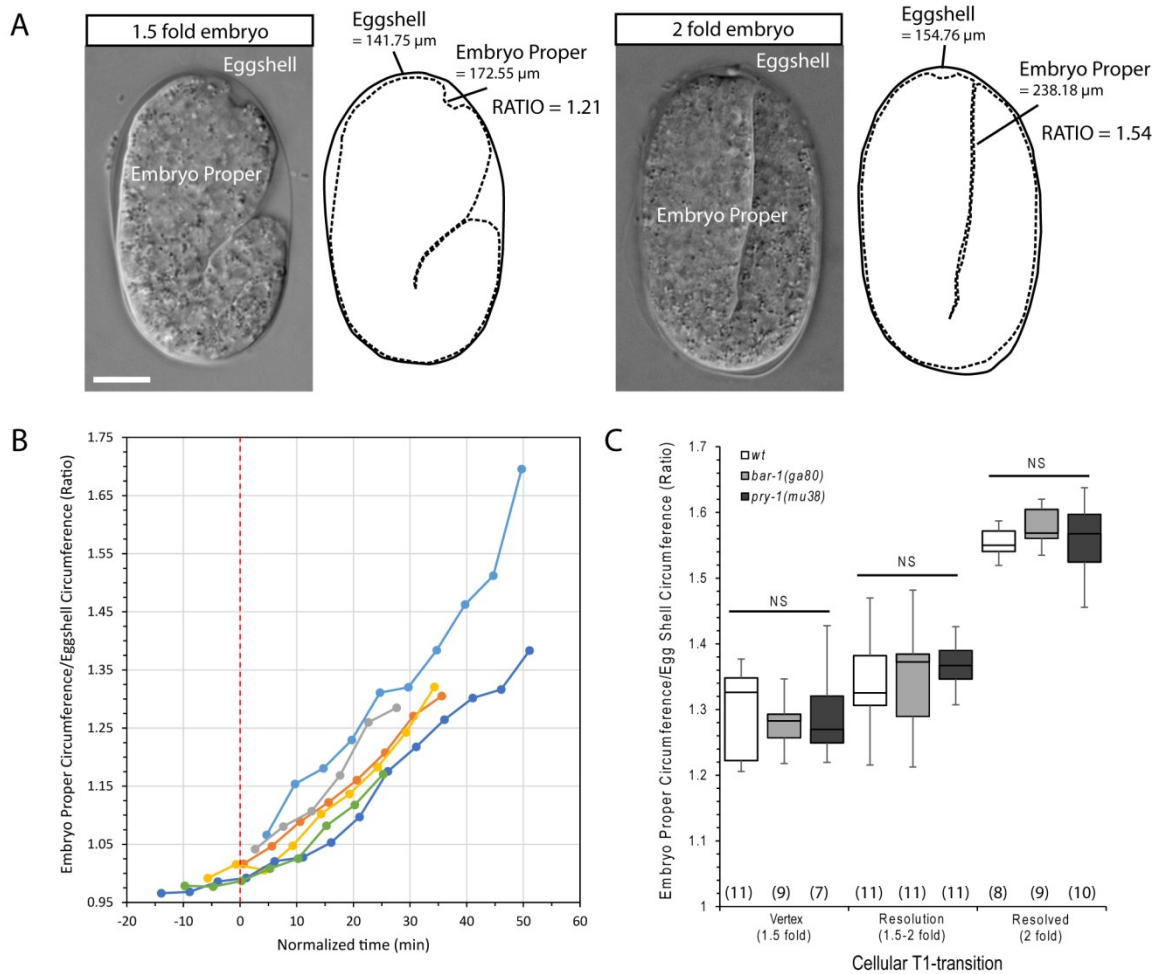 A
1.5 fold embryo
Eggshell
Embryo Proper
Eggshell
= 141.75 µm
Embryo Proper
= 172.55 µm
RATIO = 1.21
2 fold embryo
Eggshell
Embryo Proper
Eggshell
= 154.76 µm
Embryo Proper
= 238.18 µm
RATIO = 1.54
B
Embryo Proper Circumference/Eggshell Circumference (Ratio)
1.75
1.65
1.55
1.45
1.35
1.25
1.15
1.05
0.95
-20 -10 0 10 20 30 40 50 60
Normalized time (min)
C
Embryo Proper Circumference/Egg Shell Circumference (Ratio)
1.7
1.6
1.5
1.4
1.3
1.2
1.1
1
wt
bar-1(ga80)
pry-1(mu38)
NS
NS
NS
(11) (9) (7) (11) (11) (11) (8) (9) (10)
Vertex Resolution Resolved
(1.5 fold) (1.5-2 fold) (2 fold)
Cellular T1-transition